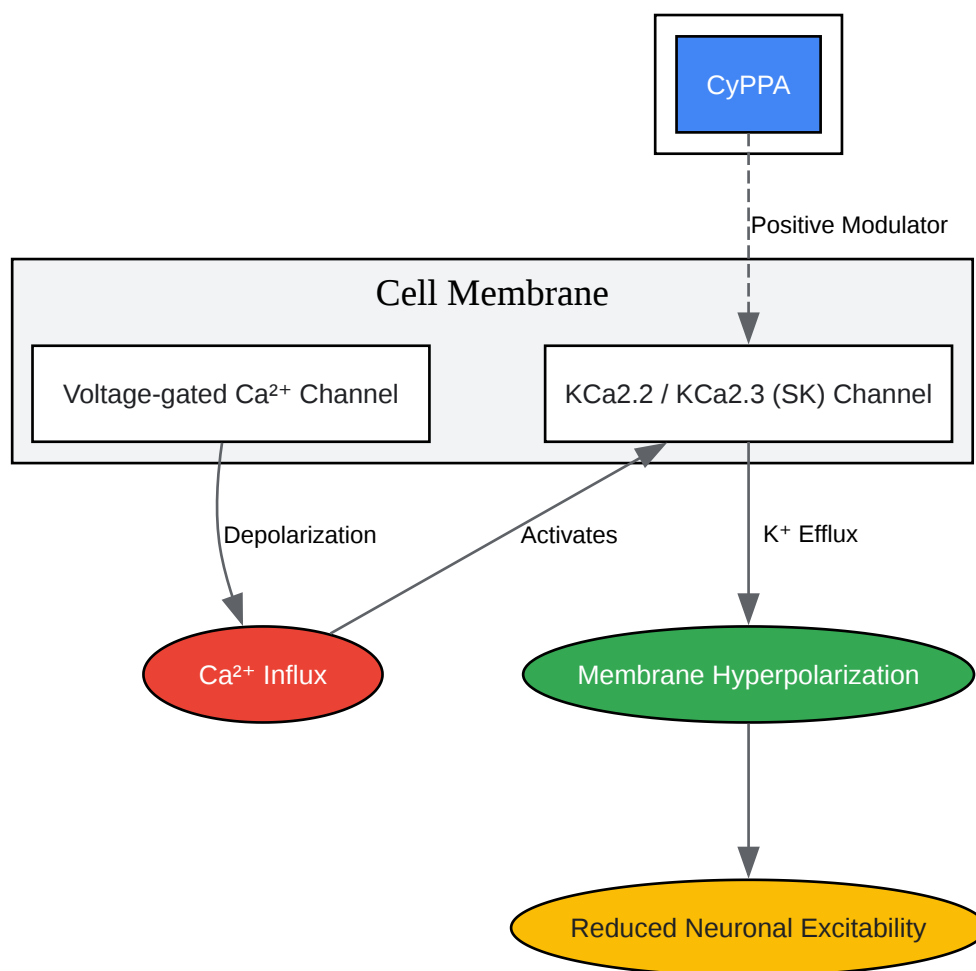 CyPPA
Positive Modulator
Cell Membrane
Voltage-gated Ca²⁺ Channel
KCa2.2 / KCa2.3 (SK) Channel
Depolarization
Activates
K⁺ Efflux
Ca²⁺ Influx
Membrane Hyperpolarization
Reduced Neuronal Excitability